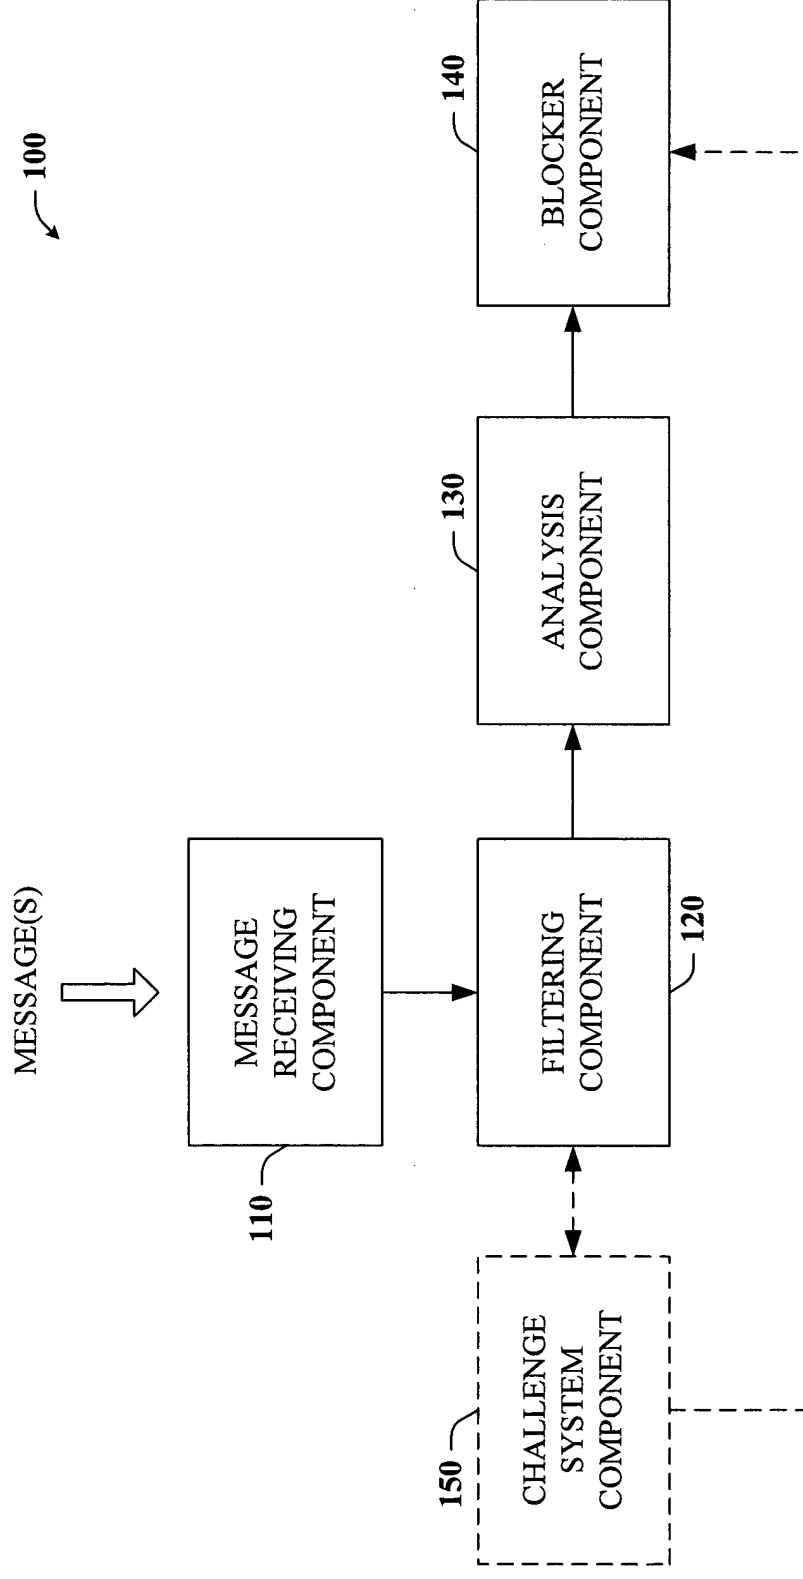 100
MESSAGE(S)
MESSAGE
RECEIVING
COMPONENT
110
CHALLENGE
SYSTEM
COMPONENT
150
FILTERING
COMPONENT
120
ANALYSIS
COMPONENT
130
BLOCKER
COMPONENT
140